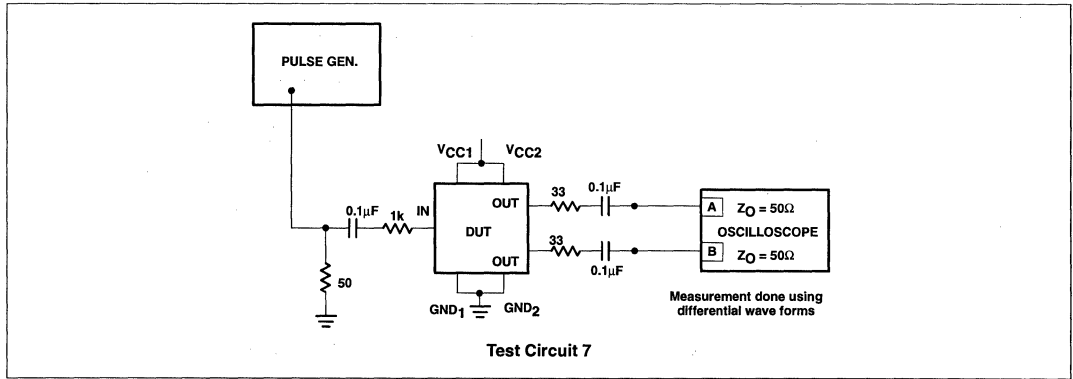 PULSE GEN.
VCC1 VCC2
0.1μF 1k IN
OUT 33 0.1μF
DUT
OUT 33 0.1μF
50
GND1 GND2
A ZO = 50Ω
OSCILLOSCOPE
B ZO = 50Ω
Measurement done using
differential wave forms
Test Circuit 7